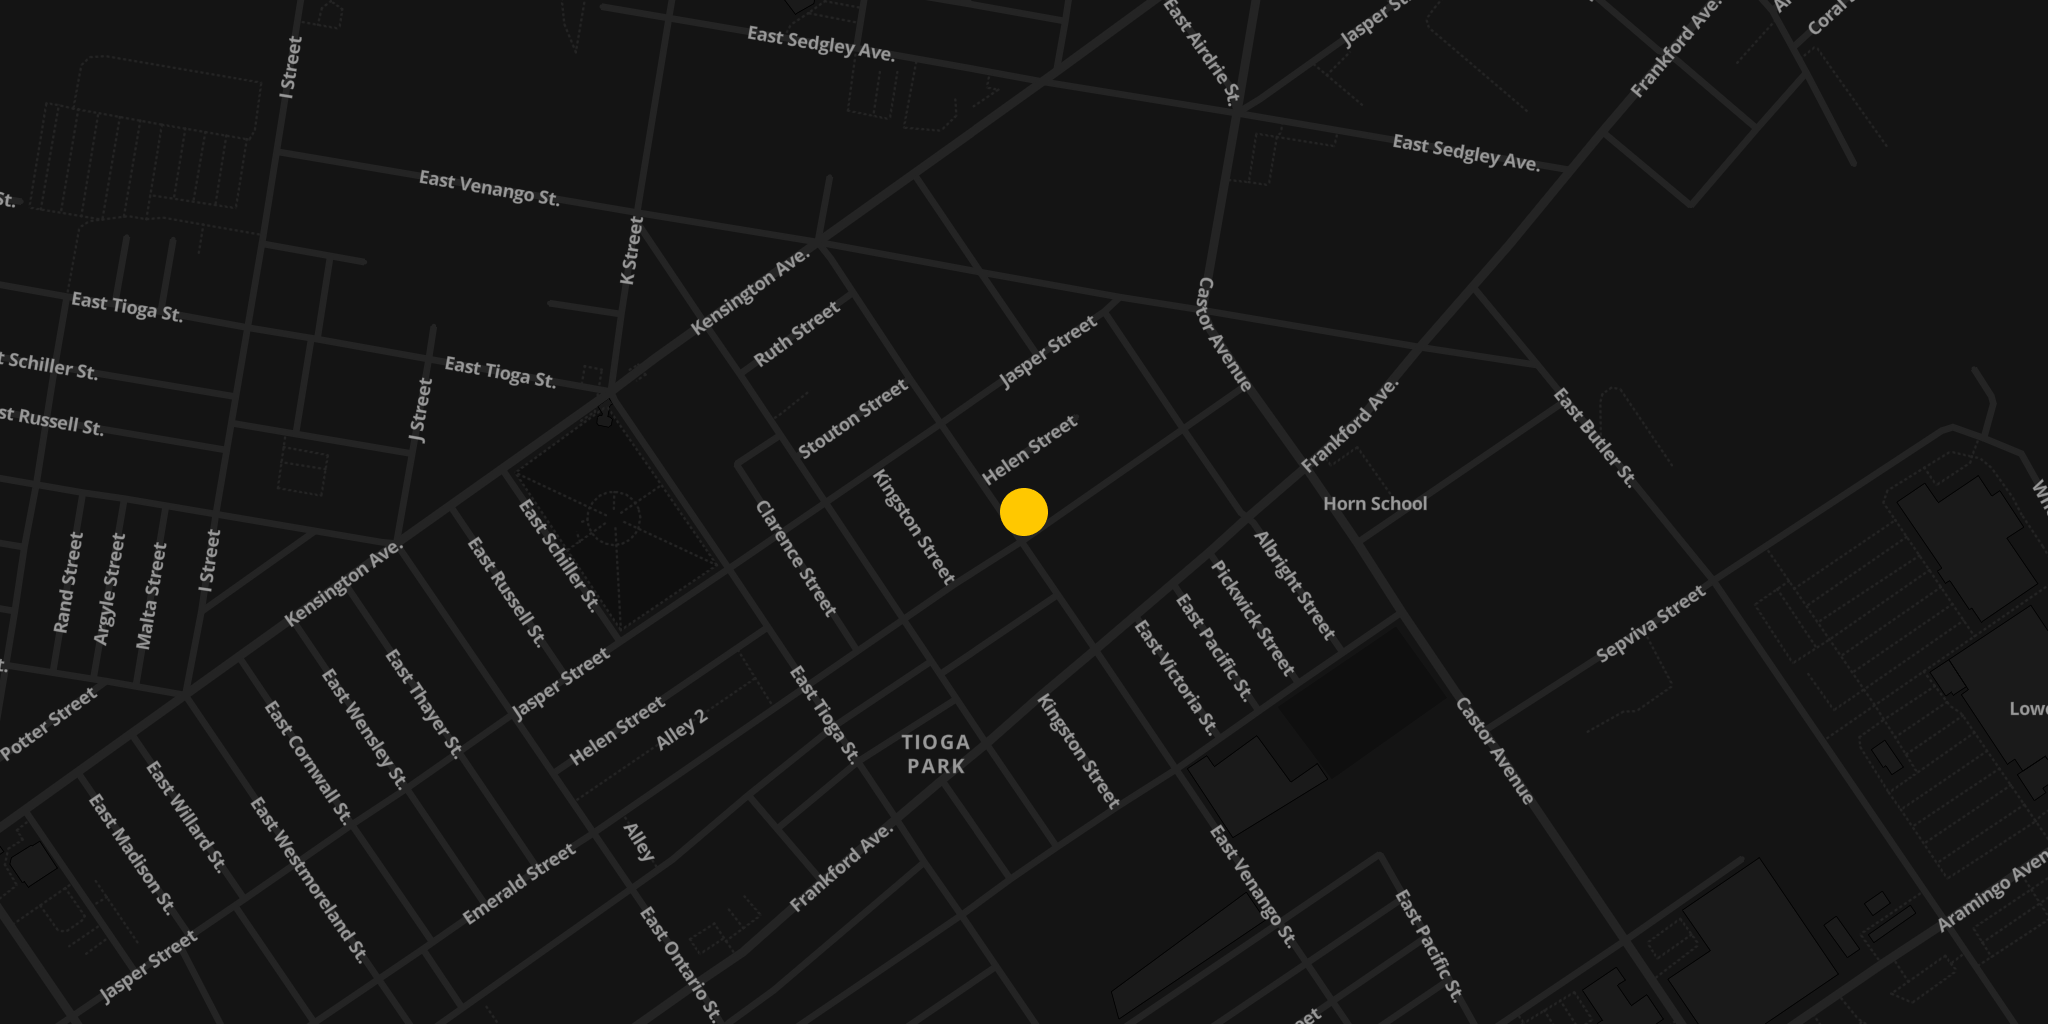 I Street
East Sedgley Ave.
East Airdrie St.
Frankford Ave.
East Sedgley Ave.
East Venango St.
K Street
Kensington Ave.
East Tioga St.
Castor Avenue
Ruth Street
Jasper Street
East Tioga St.
J Street
Stouton Street
Frankford Ave.
East Butler St.
Helen Street
Kingston Street
Horn School
Clarence Street
East Schiller St.
East Russell St.
Rand Street
Argyle Street
Malta Street
I Street
Kensington Ave.
Albright Street
Pickwick Street
East Pacific St.
East Victoria St.
Sepviva Street
East Thayer St.
East Wensley St.
East Cornwall St.
Jasper Street
Helen Street
Alley 2
East Tioga St.
TIOGA
PARK
Kingston Street
Castor Avenue
Potter Street
East Willard St.
East Madison St.
East Westmoreland St.
Emerald Street
Alley
Frankford Ave.
East Venango St.
East Pacific St.
East Ontario St.
Jasper Street